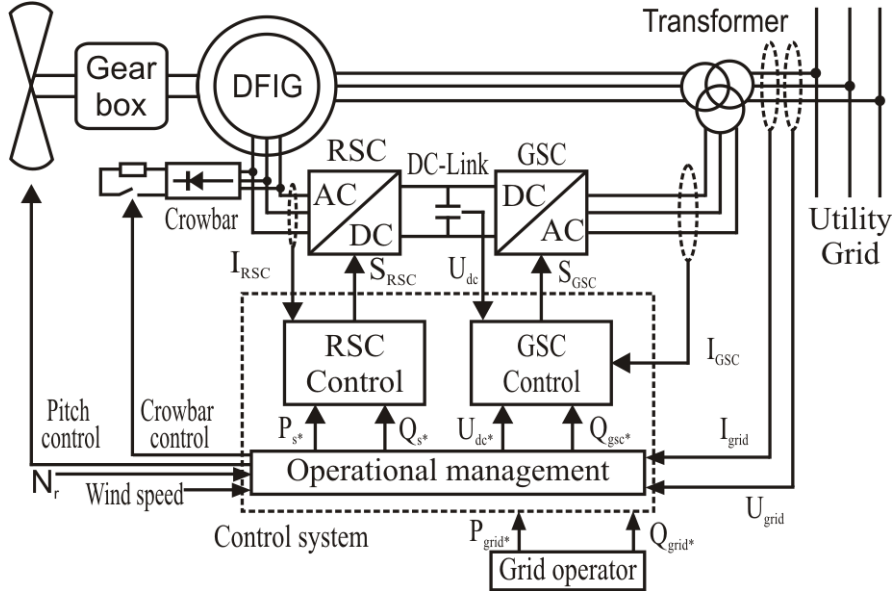 Transformer
Gear
box
DFIG
RSC
DC-Link
GSC
AC
DC
DC
AC
Crowbar
Utility
Grid
I_RSC
S_RSC
U_dc
S_GSC
RSC
Control
GSC
Control
I_GSC
Pitch
control
Crowbar
control
P_s*
Q_s*
U_dc*
Q_gsc*
I_grid
Operational management
N_r
Wind speed
U_grid
Control system
P_grid*
Q_grid*
Grid operator